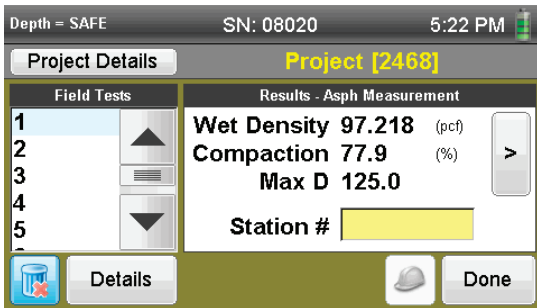 Depth = SAFE SN: 08020 5:22 PM
Project Details Project [2468]
Field Tests
1
2
3
4
5
Results - Asph Measurement
Wet Density 97.218 (pcf)
Compaction 77.9 (%)
Max D 125.0
>
Station #
Details
Done